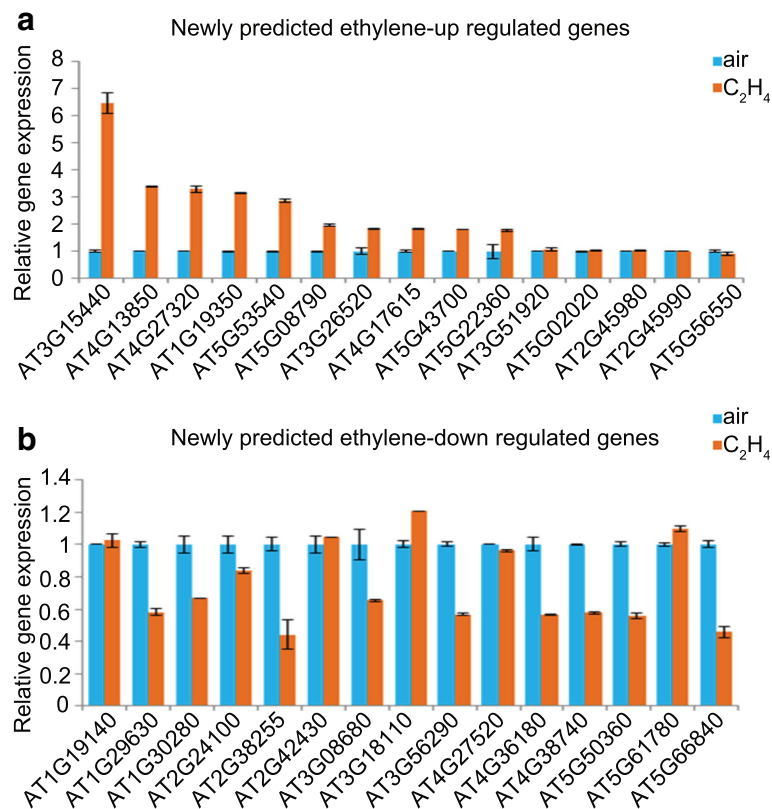 a
Newly predicted ethylene-up regulated genes
air
C₂H₄
Relative gene expression
8
7
6
5
4
3
2
1
0
AT3G15440
AT4G13850
AT4G27320
AT1G19350
AT5G53540
AT5G08790
AT3G26520
AT4G17615
AT5G43700
AT5G22360
AT3G51920
AT5G02020
AT2G45980
AT2G45990
AT5G56550
b
Newly predicted ethylene-down regulated genes
air
C₂H₄
Relative gene expression
1.4
1.2
1
0.8
0.6
0.4
0.2
0
AT1G19140
AT1G29630
AT1G30280
AT2G24100
AT2G38255
AT2G42430
AT3G08680
AT3G18110
AT3G56290
AT4G27520
AT4G36180
AT4G38740
AT5G50360
AT5G61780
AT5G66840